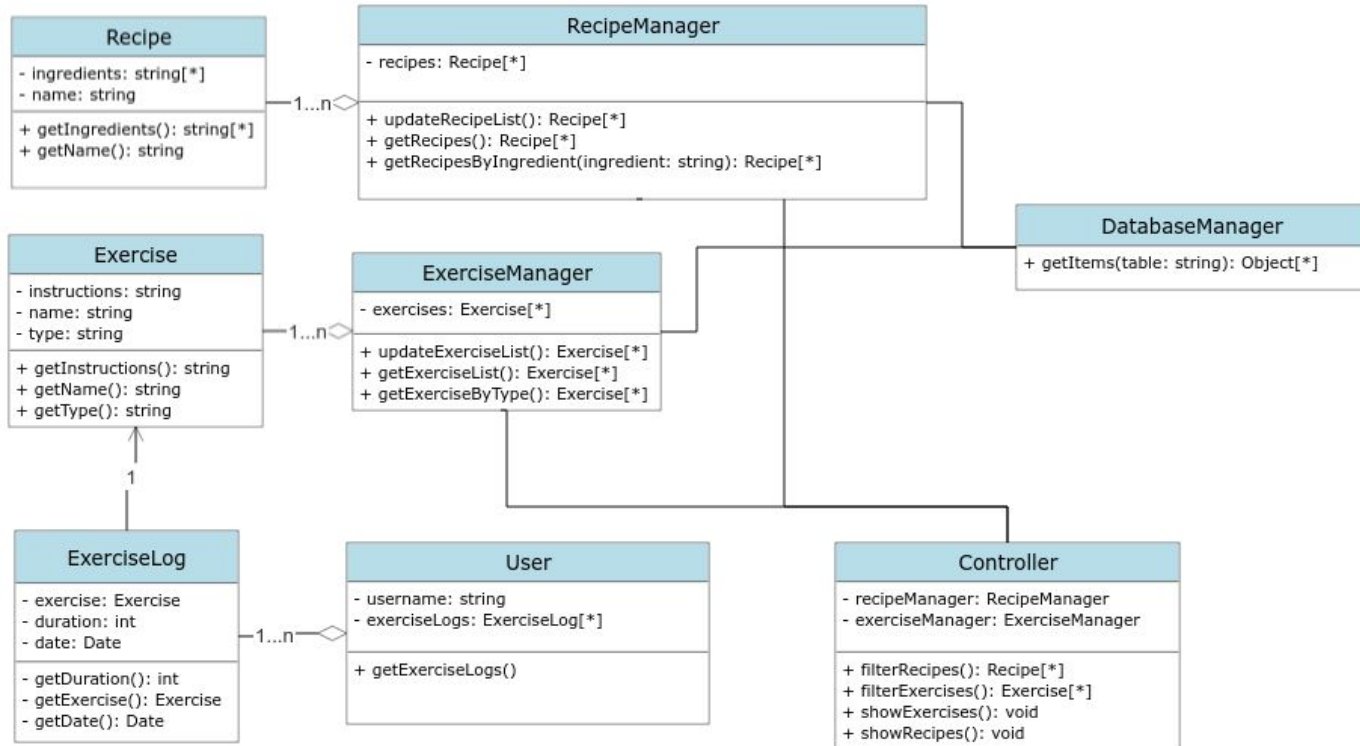 Recipe
- ingredients: string[*]
- name: string
+ getIngredients(): string[*]
+ getName(): string
1...n
RecipeManager
- recipes: Recipe[*]
+ updateRecipeList(): Recipe[*]
+ getRecipes(): Recipe[*]
+ getRecipesByIngredient(ingredient: string): Recipe[*]
DatabaseManager
+ getItems(table: string): Object[*]
Exercise
- instructions: string
- name: string
- type: string
+ getInstructions(): string
+ getName(): string
+ getType(): string
1...n
ExerciseManager
- exercises: Exercise[*]
+ updateExerciseList(): Exercise[*]
+ getExerciseList(): Exercise[*]
+ getExerciseByType(): Exercise[*]
1
ExerciseLog
- exercise: Exercise
- duration: int
- date: Date
- getDuration(): int
- getExercise(): Exercise
- getDate(): Date
1...n
User
- username: string
- exerciseLogs: ExerciseLog[*]
+ getExerciseLogs()
Controller
- recipeManager: RecipeManager
- exerciseManager: ExerciseManager
+ filterRecipes(): Recipe[*]
+ filterExercises(): Exercise[*]
+ showExercises(): void
+ showRecipes(): void